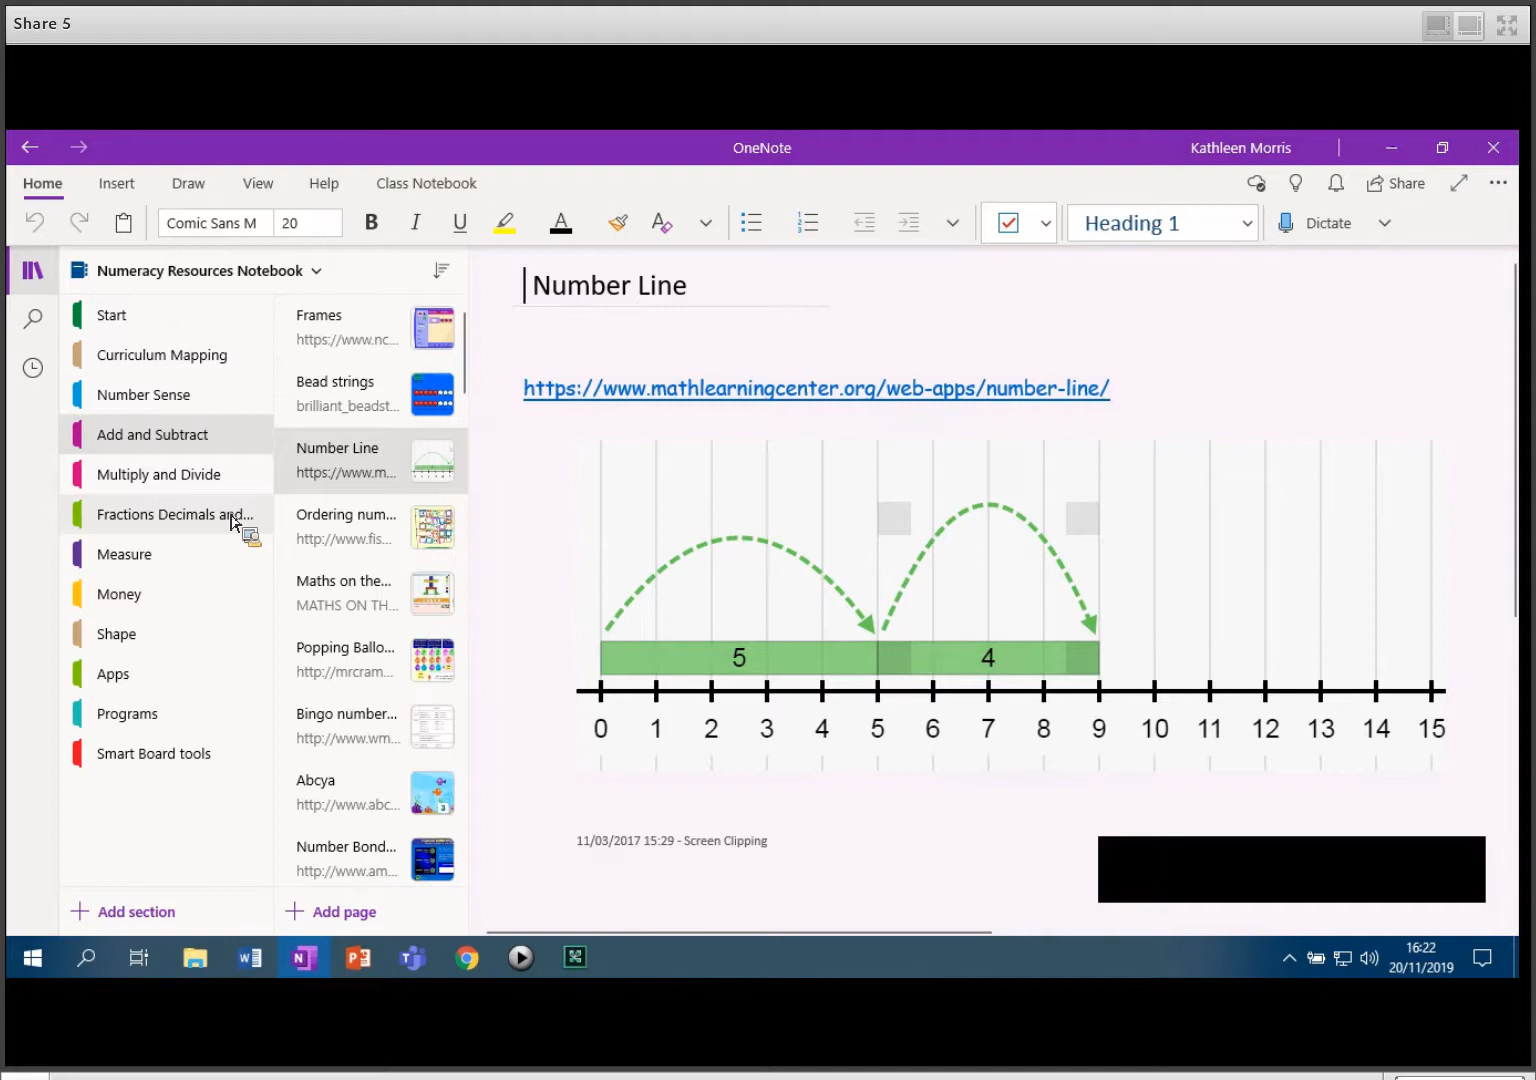 Share 5
OneNote
Kathleen Morris
Home Insert Draw View Help Class Notebook
Share
Comic Sans M 20 B I U A A Heading 1 Dictate
Numeracy Resources Notebook
Start
Curriculum Mapping
Number Sense
Add and Subtract
Multiply and Divide
Fractions Decimals and...
Measure
Money
Shape
Apps
Programs
Smart Board tools
Add section
Frames
https://www.nc...
Bead strings
brilliant_beadst...
Number Line
https://www.m...
Ordering num...
http://www.fis...
Maths on the...
MATHS ON TH...
Popping Ballo...
http://mrcram...
Bingo number...
http://www.wm...
Abcya
http://www.abc...
Number Bond...
http://www.am...
Add page
Number Line
https://www.mathlearningcenter.org/web-apps/number-line/
5 4
0 1 2 3 4 5 6 7 8 9 10 11 12 13 14 15
11/03/2017 15:29 - Screen Clipping
16:22
20/11/2019